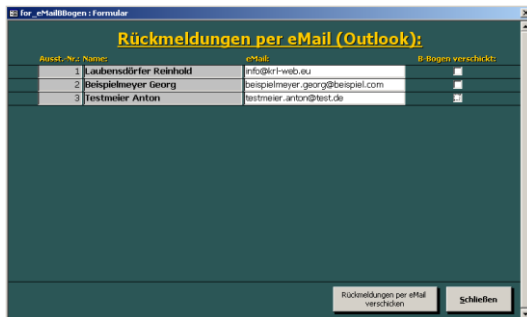 for_eMailBBogen : Formular
Rückmeldungen per eMail (Outlook):
Ausst.-Nr.: Name: eMail: B-Bogen verschickt:
1 Laubensdörfer Reinhold info@krl-web.eu
2 Beispielmeyer Georg beispielmeyer.georg@beispiel.com
3 Testmeier Anton testmeier.anton@test.de
Rückmeldungen per eMail
verschicken
Schließen